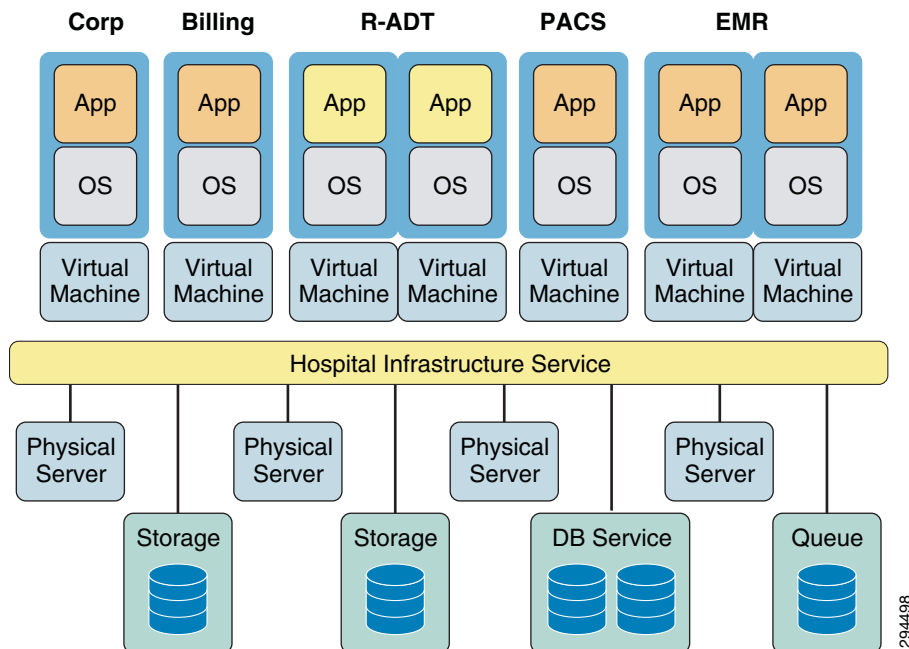 Corp Billing R-ADT PACS EMR
App App App App App App App
OS OS OS OS OS OS OS
Virtual Machine Virtual Machine Virtual Machine Virtual Machine Virtual Machine Virtual Machine Virtual Machine
Hospital Infrastructure Service
Physical Server Physical Server Physical Server Physical Server
Storage Storage DB Service Queue
294498